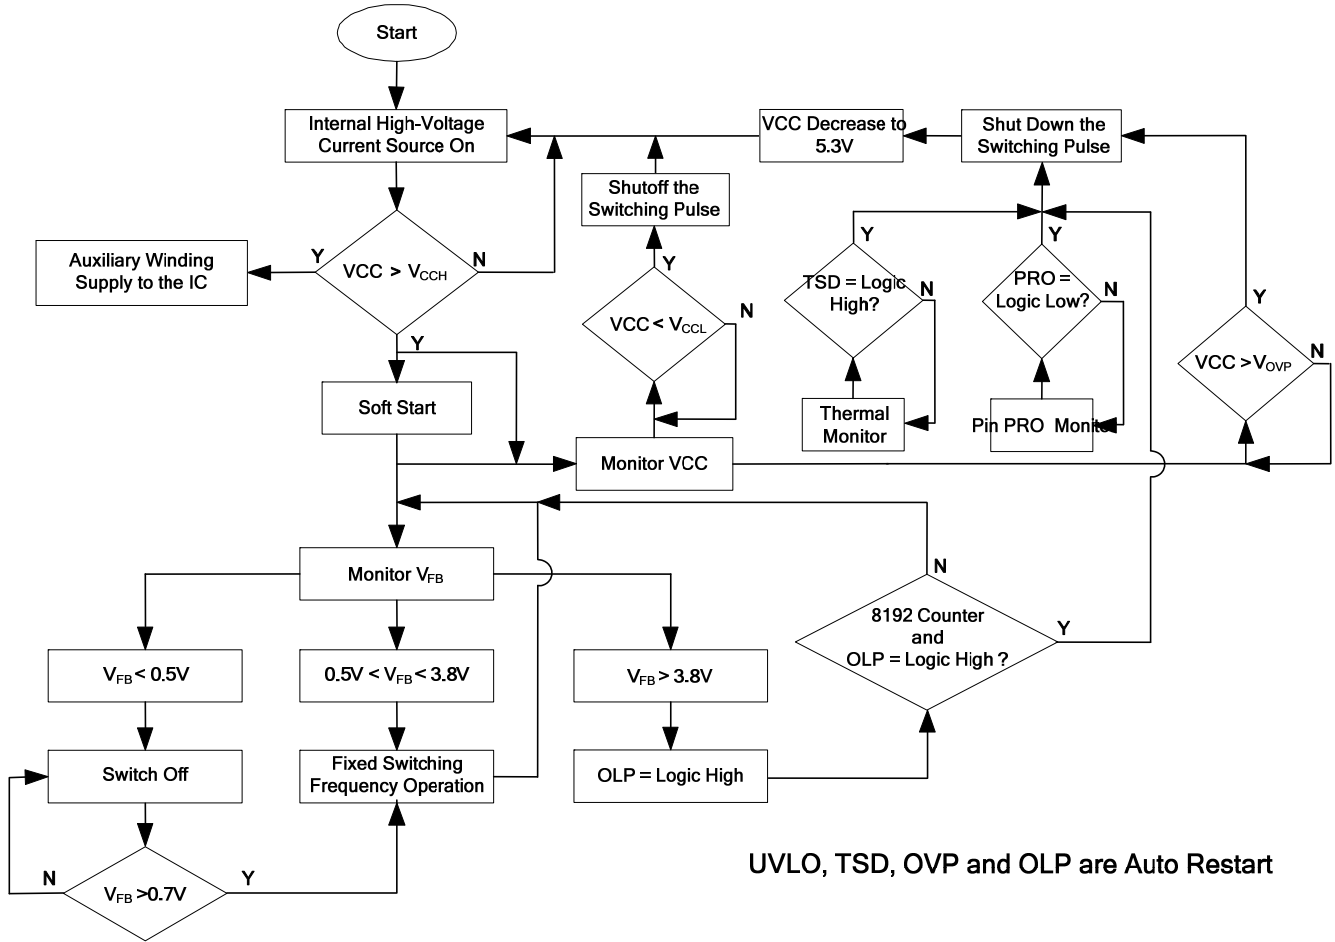 Start
Internal High-Voltage
Current Source On
VCC Decrease to
5.3V
Shut Down the
Switching Pulse
Shutoff the
Switching Pulse
Auxiliary Winding
Supply to the IC
Y
VCC > VCCH
N
Y
Y
VCC < VCCL
N
Y
TSD = Logic
High?
N
Y
PRO =
Logic Low?
N
Y
VCC > VOVP
N
Soft Start
Thermal
Monitor
Pin PRO Monitor
Monitor VCC
Monitor VFB
N
8192 Counter
and
OLP = Logic High ?
Y
VFB < 0.5V
0.5V < VFB < 3.8V
VFB > 3.8V
Switch Off
Fixed Switching
Frequency Operation
OLP = Logic High
N
VFB >0.7V
Y
UVLO, TSD, OVP and OLP are Auto Restart